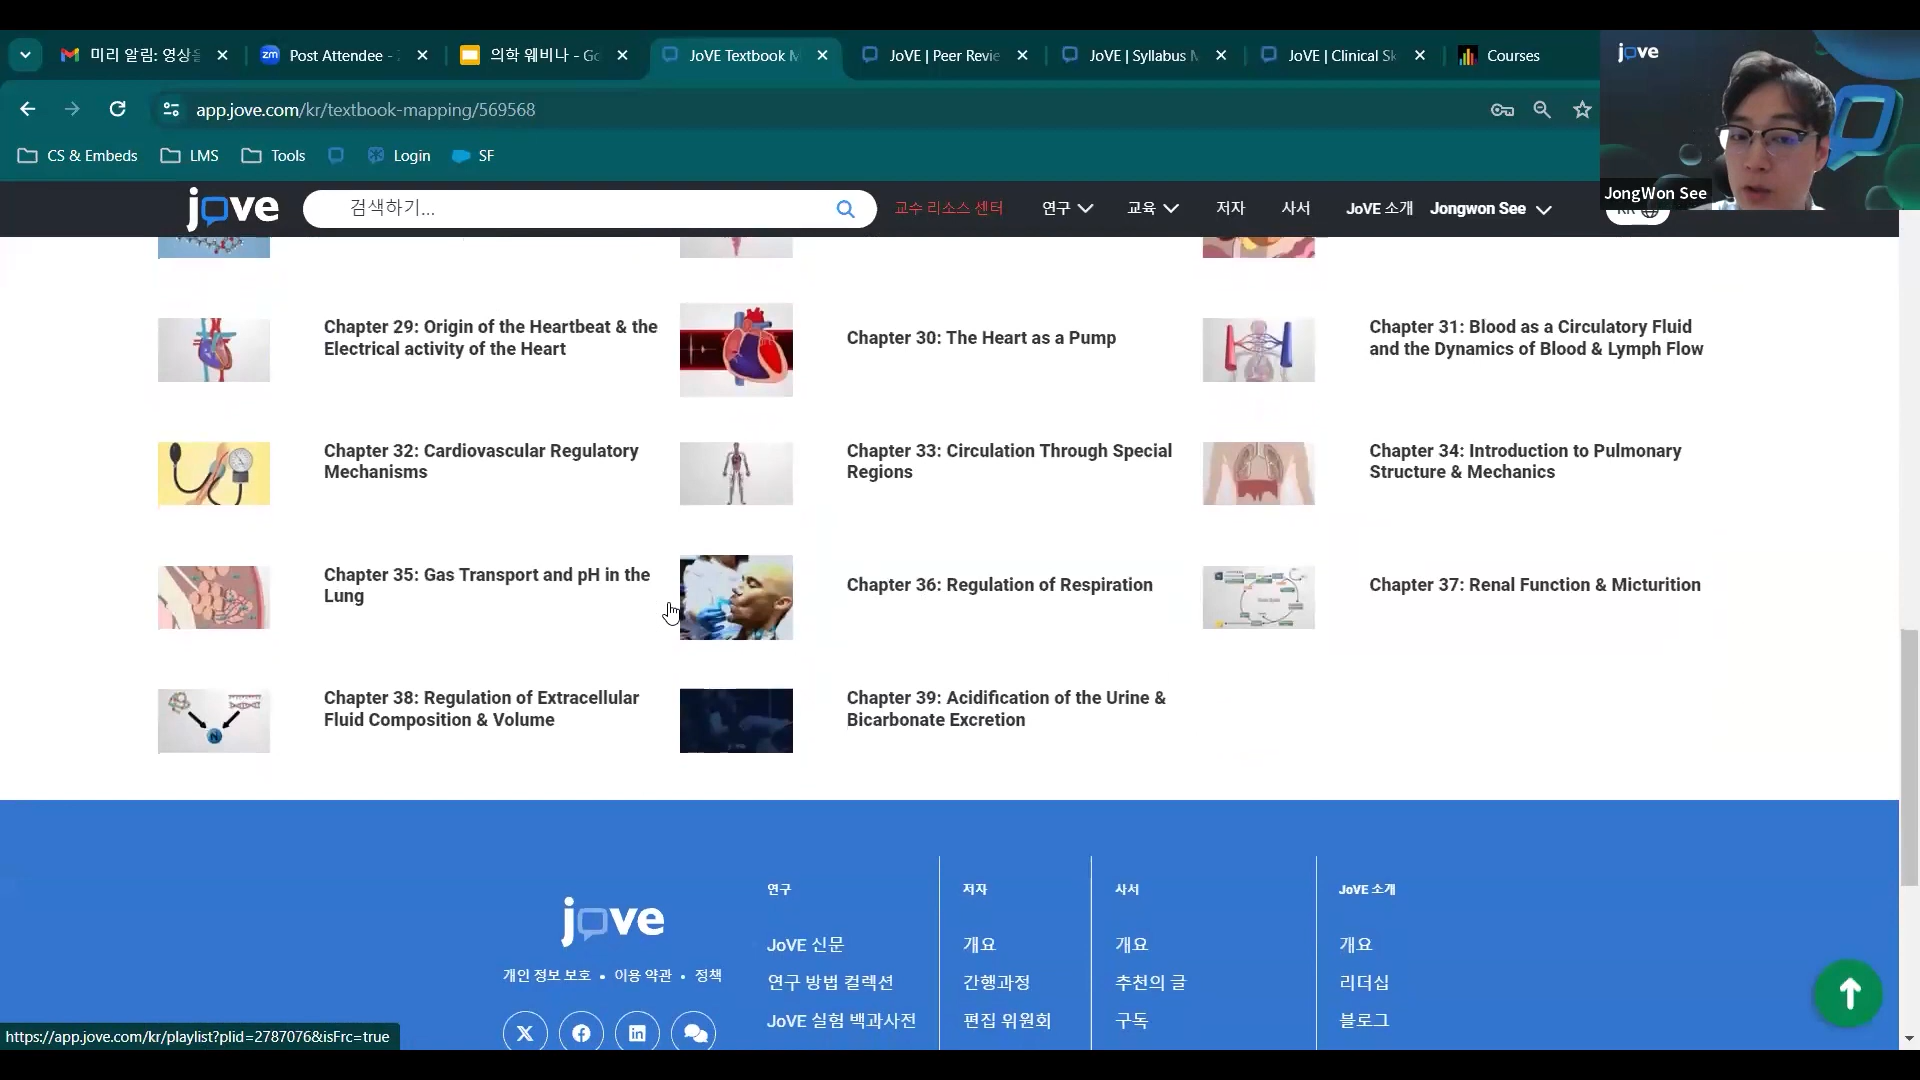 미리 알림: 영상을
Post Attendee -
의학 웨비나 - Go
JoVE Textbook M
JoVE | Peer Revie
JoVE | Syllabus M
JoVE | Clinical Sk
Courses
app.jove.com/kr/textbook-mapping/569568
CS & Embeds
LMS
Tools
Login
SF
jove
JongWon See
jove
검색하기...
교수 리소스 센터
연구
교육
저자
사서
JoVE 소개
Jongwon See
KR
Chapter 29: Origin of the Heartbeat & the
Electrical activity of the Heart
Chapter 30: The Heart as a Pump
Chapter 31: Blood as a Circulatory Fluid
and the Dynamics of Blood & Lymph Flow
Chapter 32: Cardiovascular Regulatory
Mechanisms
Chapter 33: Circulation Through Special
Regions
Chapter 34: Introduction to Pulmonary
Structure & Mechanics
Chapter 35: Gas Transport and pH in the
Lung
Chapter 36: Regulation of Respiration
Chapter 37: Renal Function & Micturition
Chapter 38: Regulation of Extracellular
Fluid Composition & Volume
Chapter 39: Acidification of the Urine &
Bicarbonate Excretion
jove
개인 정보 보호 • 이용 약관 • 정책
연구
JoVE 신문
연구 방법 컬렉션
JoVE 실험 백과사전
저자
개요
간행과정
편집 위원회
사서
개요
추천의 글
구독
JoVE 소개
개요
리더십
블로그
https://app.jove.com/kr/playlist?plid=2787076&isFrc=true